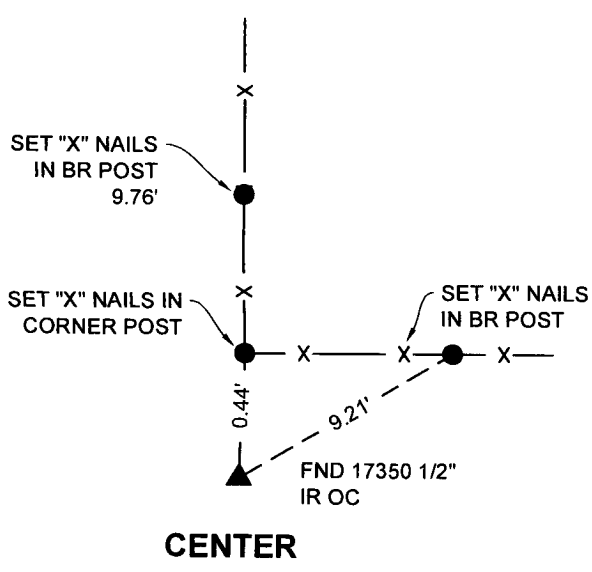 X
SET "X" NAILS
IN BR POST
9.76'
X
SET "X" NAILS IN
CORNER POST
SET "X" NAILS
IN BR POST
X X X
0.44'
9.21'
FND 17350 1/2"
IR OC
CENTER